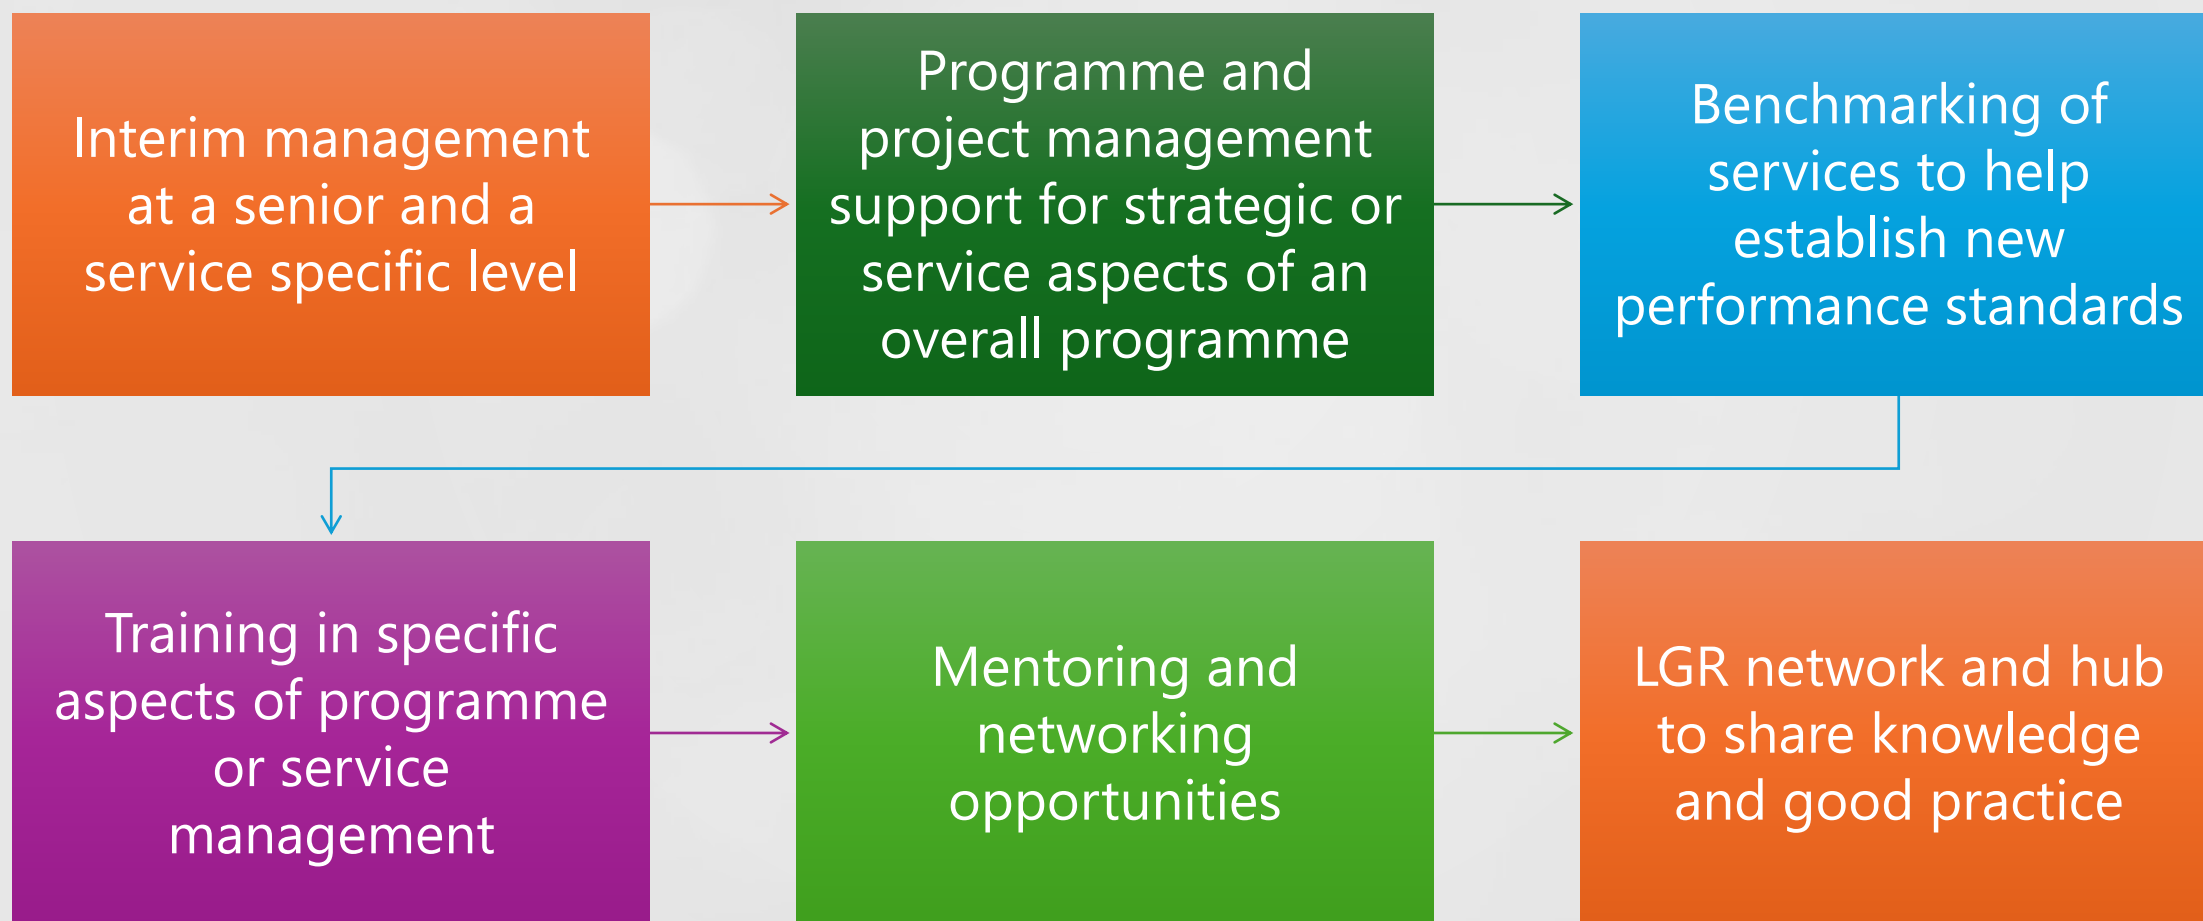 Interim management
at a senior and a
service specific level
Programme and
project management
support for strategic or
service aspects of an
overall programme
Benchmarking of
services to help
establish new
performance standards
Training in specific
aspects of programme
or service
management
Mentoring and
networking
opportunities
LGR network and hub
to share knowledge
and good practice